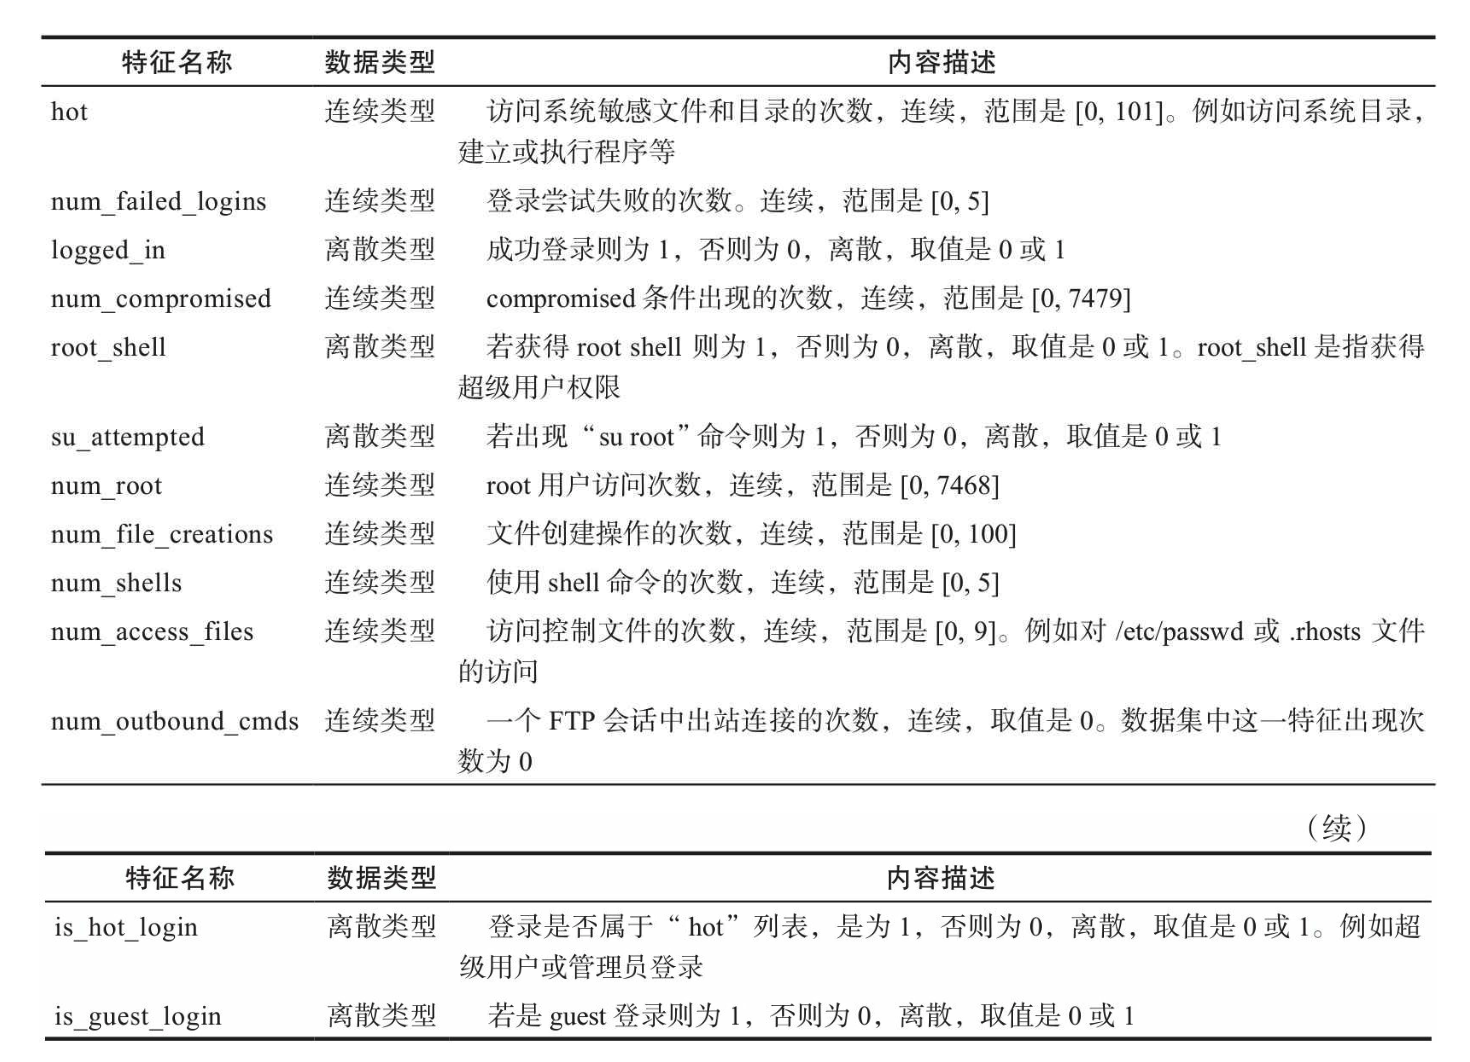 特征名称 数据类型 内容描述
hot 连续类型 访问系统敏感文件和目录的次数，连续，范围是 [0, 101]。例如访问系统目录，
建立或执行程序等
num_failed_logins 连续类型 登录尝试失败的次数。连续，范围是 [0, 5]
logged_in 离散类型 成功登录则为 1，否则为 0，离散，取值是 0 或 1
num_compromised 连续类型 compromised 条件出现的次数，连续，范围是 [0, 7479]
root_shell 离散类型 若获得 root shell 则为 1，否则为 0，离散，取值是 0 或 1。root_shell 是指获得
超级用户权限
su_attempted 离散类型 若出现“su root”命令则为 1，否则为 0，离散，取值是 0 或 1
num_root 连续类型 root 用户访问次数，连续，范围是 [0, 7468]
num_file_creations 连续类型 文件创建操作的次数，连续，范围是 [0, 100]
num_shells 连续类型 使用 shell 命令的次数，连续，范围是 [0, 5]
num_access_files 连续类型 访问控制文件的次数，连续，范围是 [0, 9]。例如对 /etc/passwd 或 .rhosts 文件
的访问
num_outbound_cmds 连续类型 一个 FTP 会话中出站连接的次数，连续，取值是 0。数据集中这一特征出现次
数为 0
（续）
特征名称 数据类型 内容描述
is_hot_login 离散类型 登录是否属于“hot”列表，是为 1，否则为 0，离散，取值是 0 或 1。例如超
级用户或管理员登录
is_guest_login 离散类型 若是 guest 登录则为 1，否则为 0，离散，取值是 0 或 1